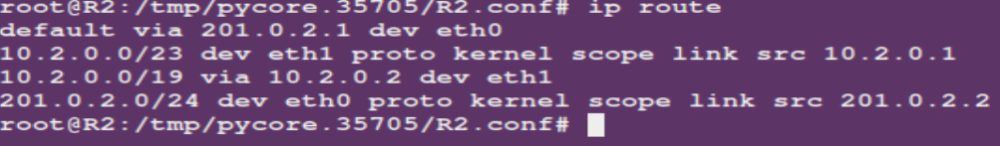 root@R2:/tmp/pycore.35705/R2.conf# ip route
default via 201.0.2.1 dev eth0
10.2.0.0/23 dev eth1 proto kernel scope link src 10.2.0.1
10.2.0.0/19 via 10.2.0.2 dev eth1
201.0.2.0/24 dev eth0 proto kernel scope link src 201.0.2.2
root@R2:/tmp/pycore.35705/R2.conf#